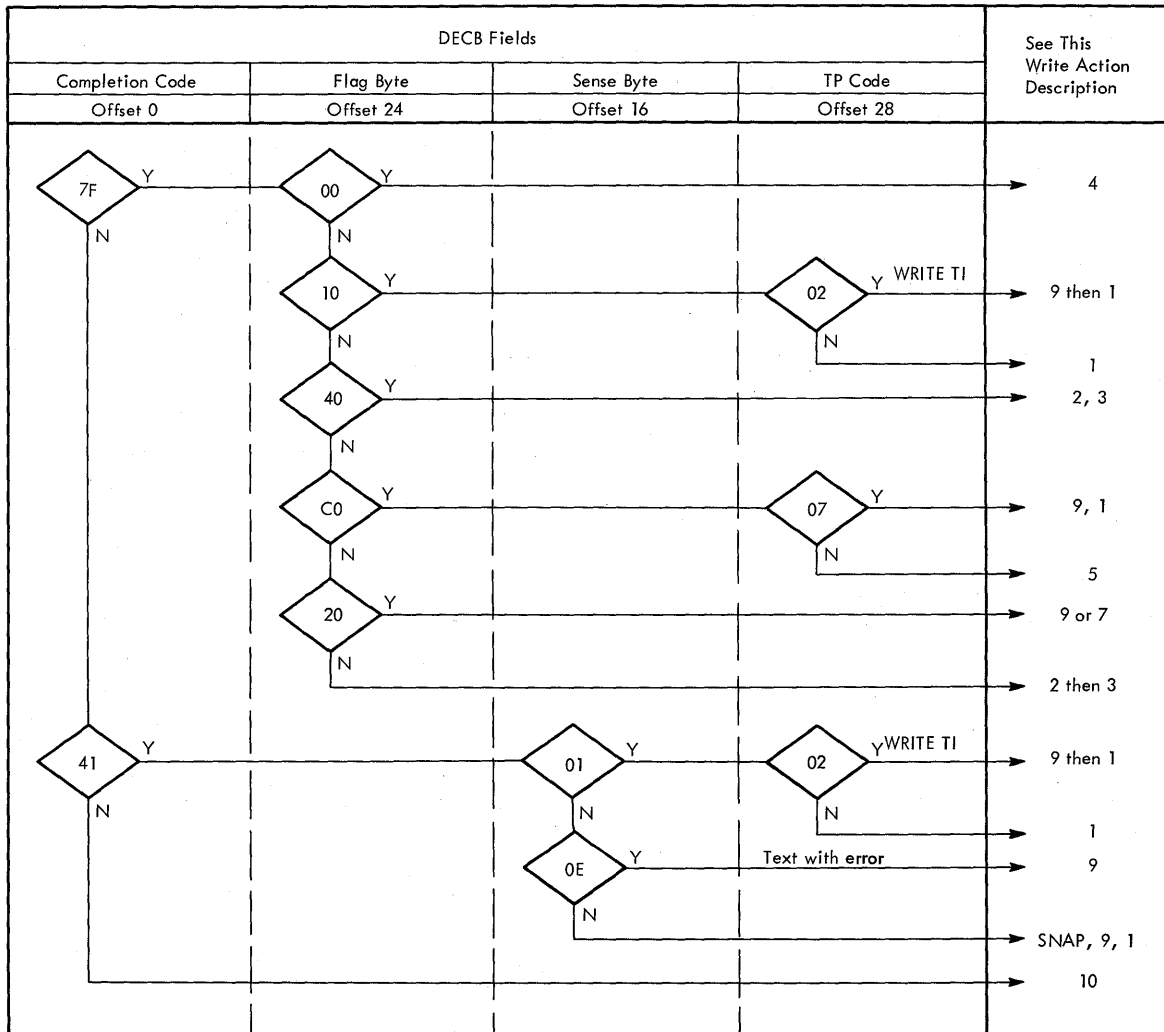 DECB Fields
See This
Write Action
Description
Completion Code
Flag Byte
Sense Byte
TP Code
Offset 0
Offset 24
Offset 16
Offset 28
7F
Y
00
Y
4
N
N
10
Y
02
Y
WRITE TI
9 then 1
N
N
1
40
Y
2, 3
N
C0
Y
07
Y
9, 1
N
N
5
20
Y
9 or 7
N
2 then 3
41
Y
01
Y
02
Y
WRITE TI
9 then 1
N
N
N
1
0E
Y
Text with error
9
N
SNAP, 9, 1
10